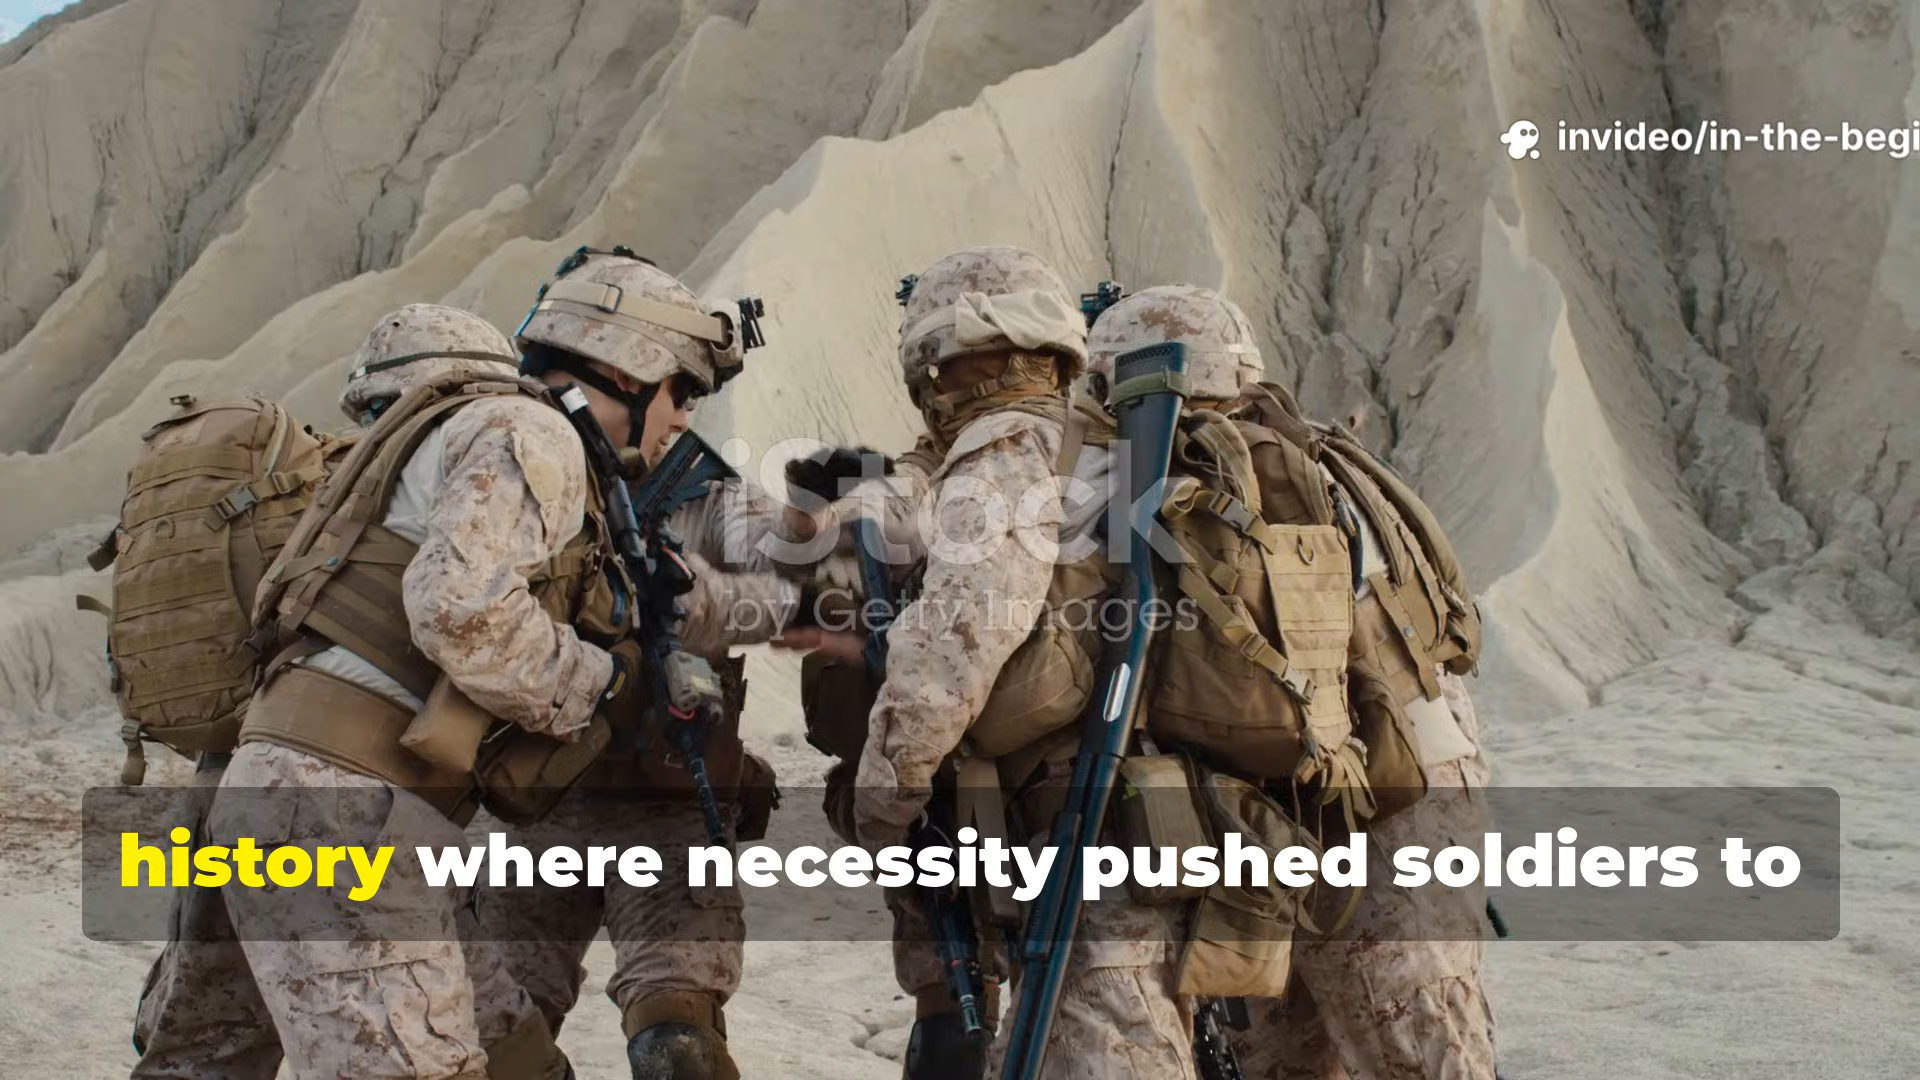 invideo/in-the-begi
iStock
by Getty Images
history where necessity pushed soldiers to